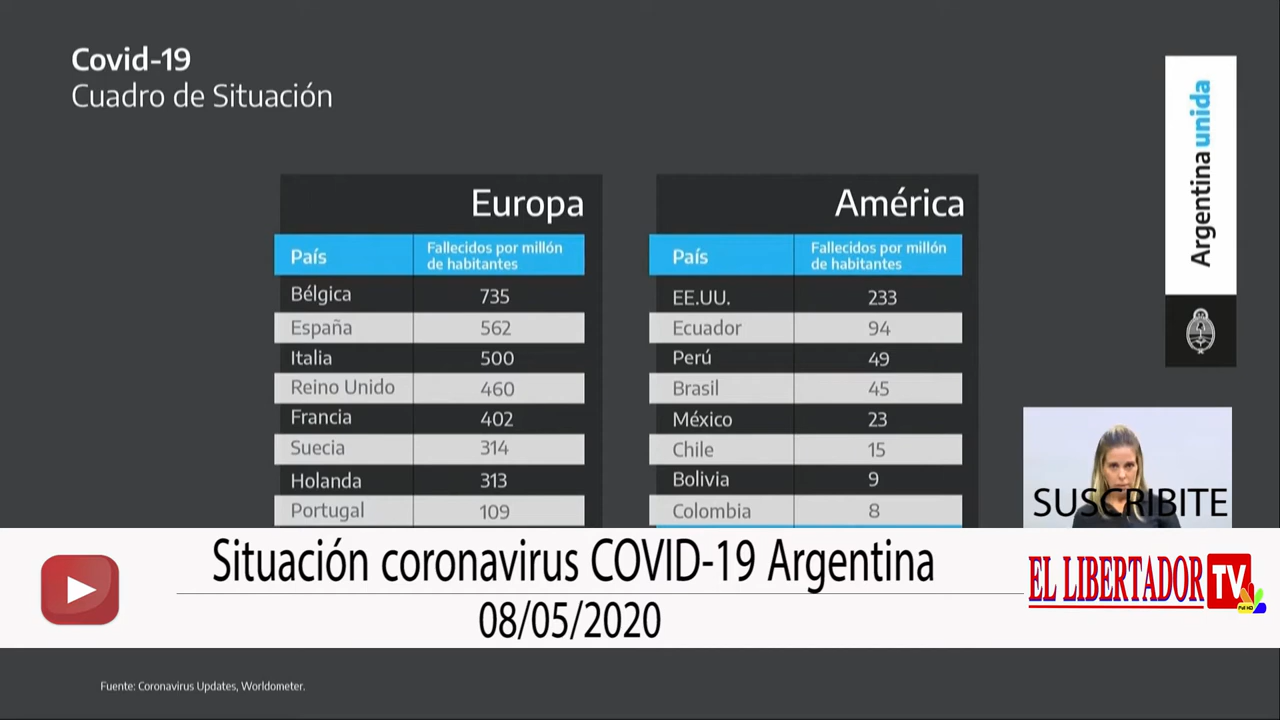 Covid-19
Cuadro de Situación
Argentina unida
Europa
País Fallecidos por millón
de habitantes
Bélgica 735
España 562
Italia 500
Reino Unido 460
Francia 402
Suecia 314
Holanda 313
Portugal 109
América
País Fallecidos por millón
de habitantes
EE.UU. 233
Ecuador 94
Perú 49
Brasil 45
México 23
Chile 15
Bolivia 9
Colombia 8
SUSCRIBITE
Situación coronavirus COVID-19 Argentina
08/05/2020
EL LIBERTADOR TV
Full HD
Fuente: Coronavirus Updates, Worldometer.